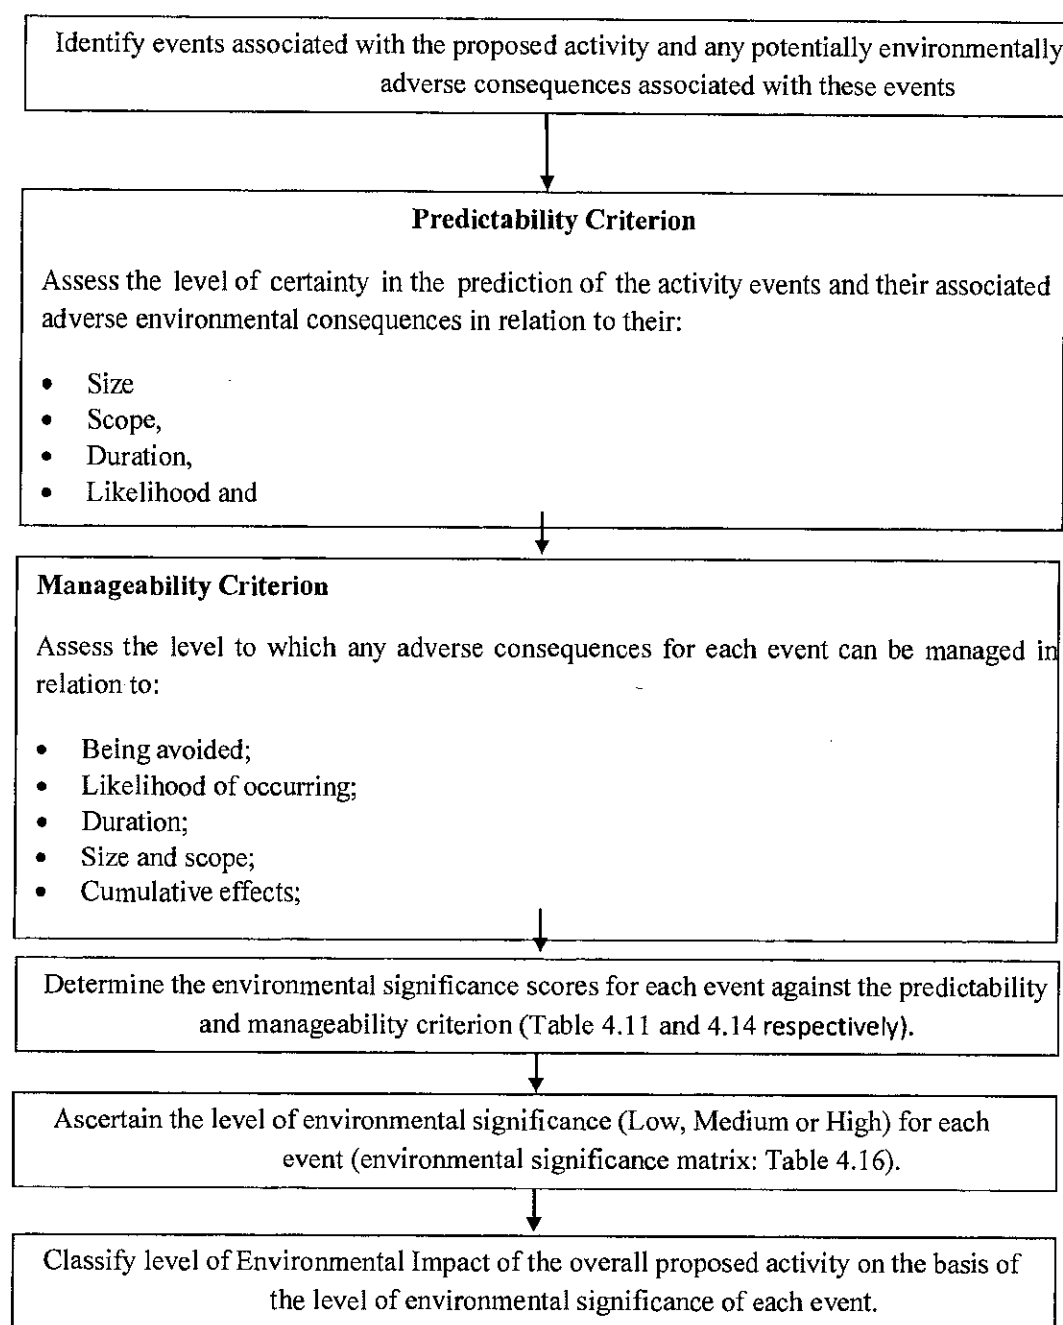 Identify events associated with the proposed activity and any potentially environmentally
adverse consequences associated with these events
Predictability Criterion
Assess the level of certainty in the prediction of the activity events and their associated
adverse environmental consequences in relation to their:
• Size
• Scope,
• Duration,
• Likelihood and
Manageability Criterion
Assess the level to which any adverse consequences for each event can be managed in
relation to:
• Being avoided;
• Likelihood of occurring;
• Duration;
• Size and scope;
• Cumulative effects;
Determine the environmental significance scores for each event against the predictability
and manageability criterion (Table 4.11 and 4.14 respectively).
Ascertain the level of environmental significance (Low, Medium or High) for each
event (environmental significance matrix: Table 4.16).
Classify level of Environmental Impact of the overall proposed activity on the basis of
the level of environmental significance of each event.